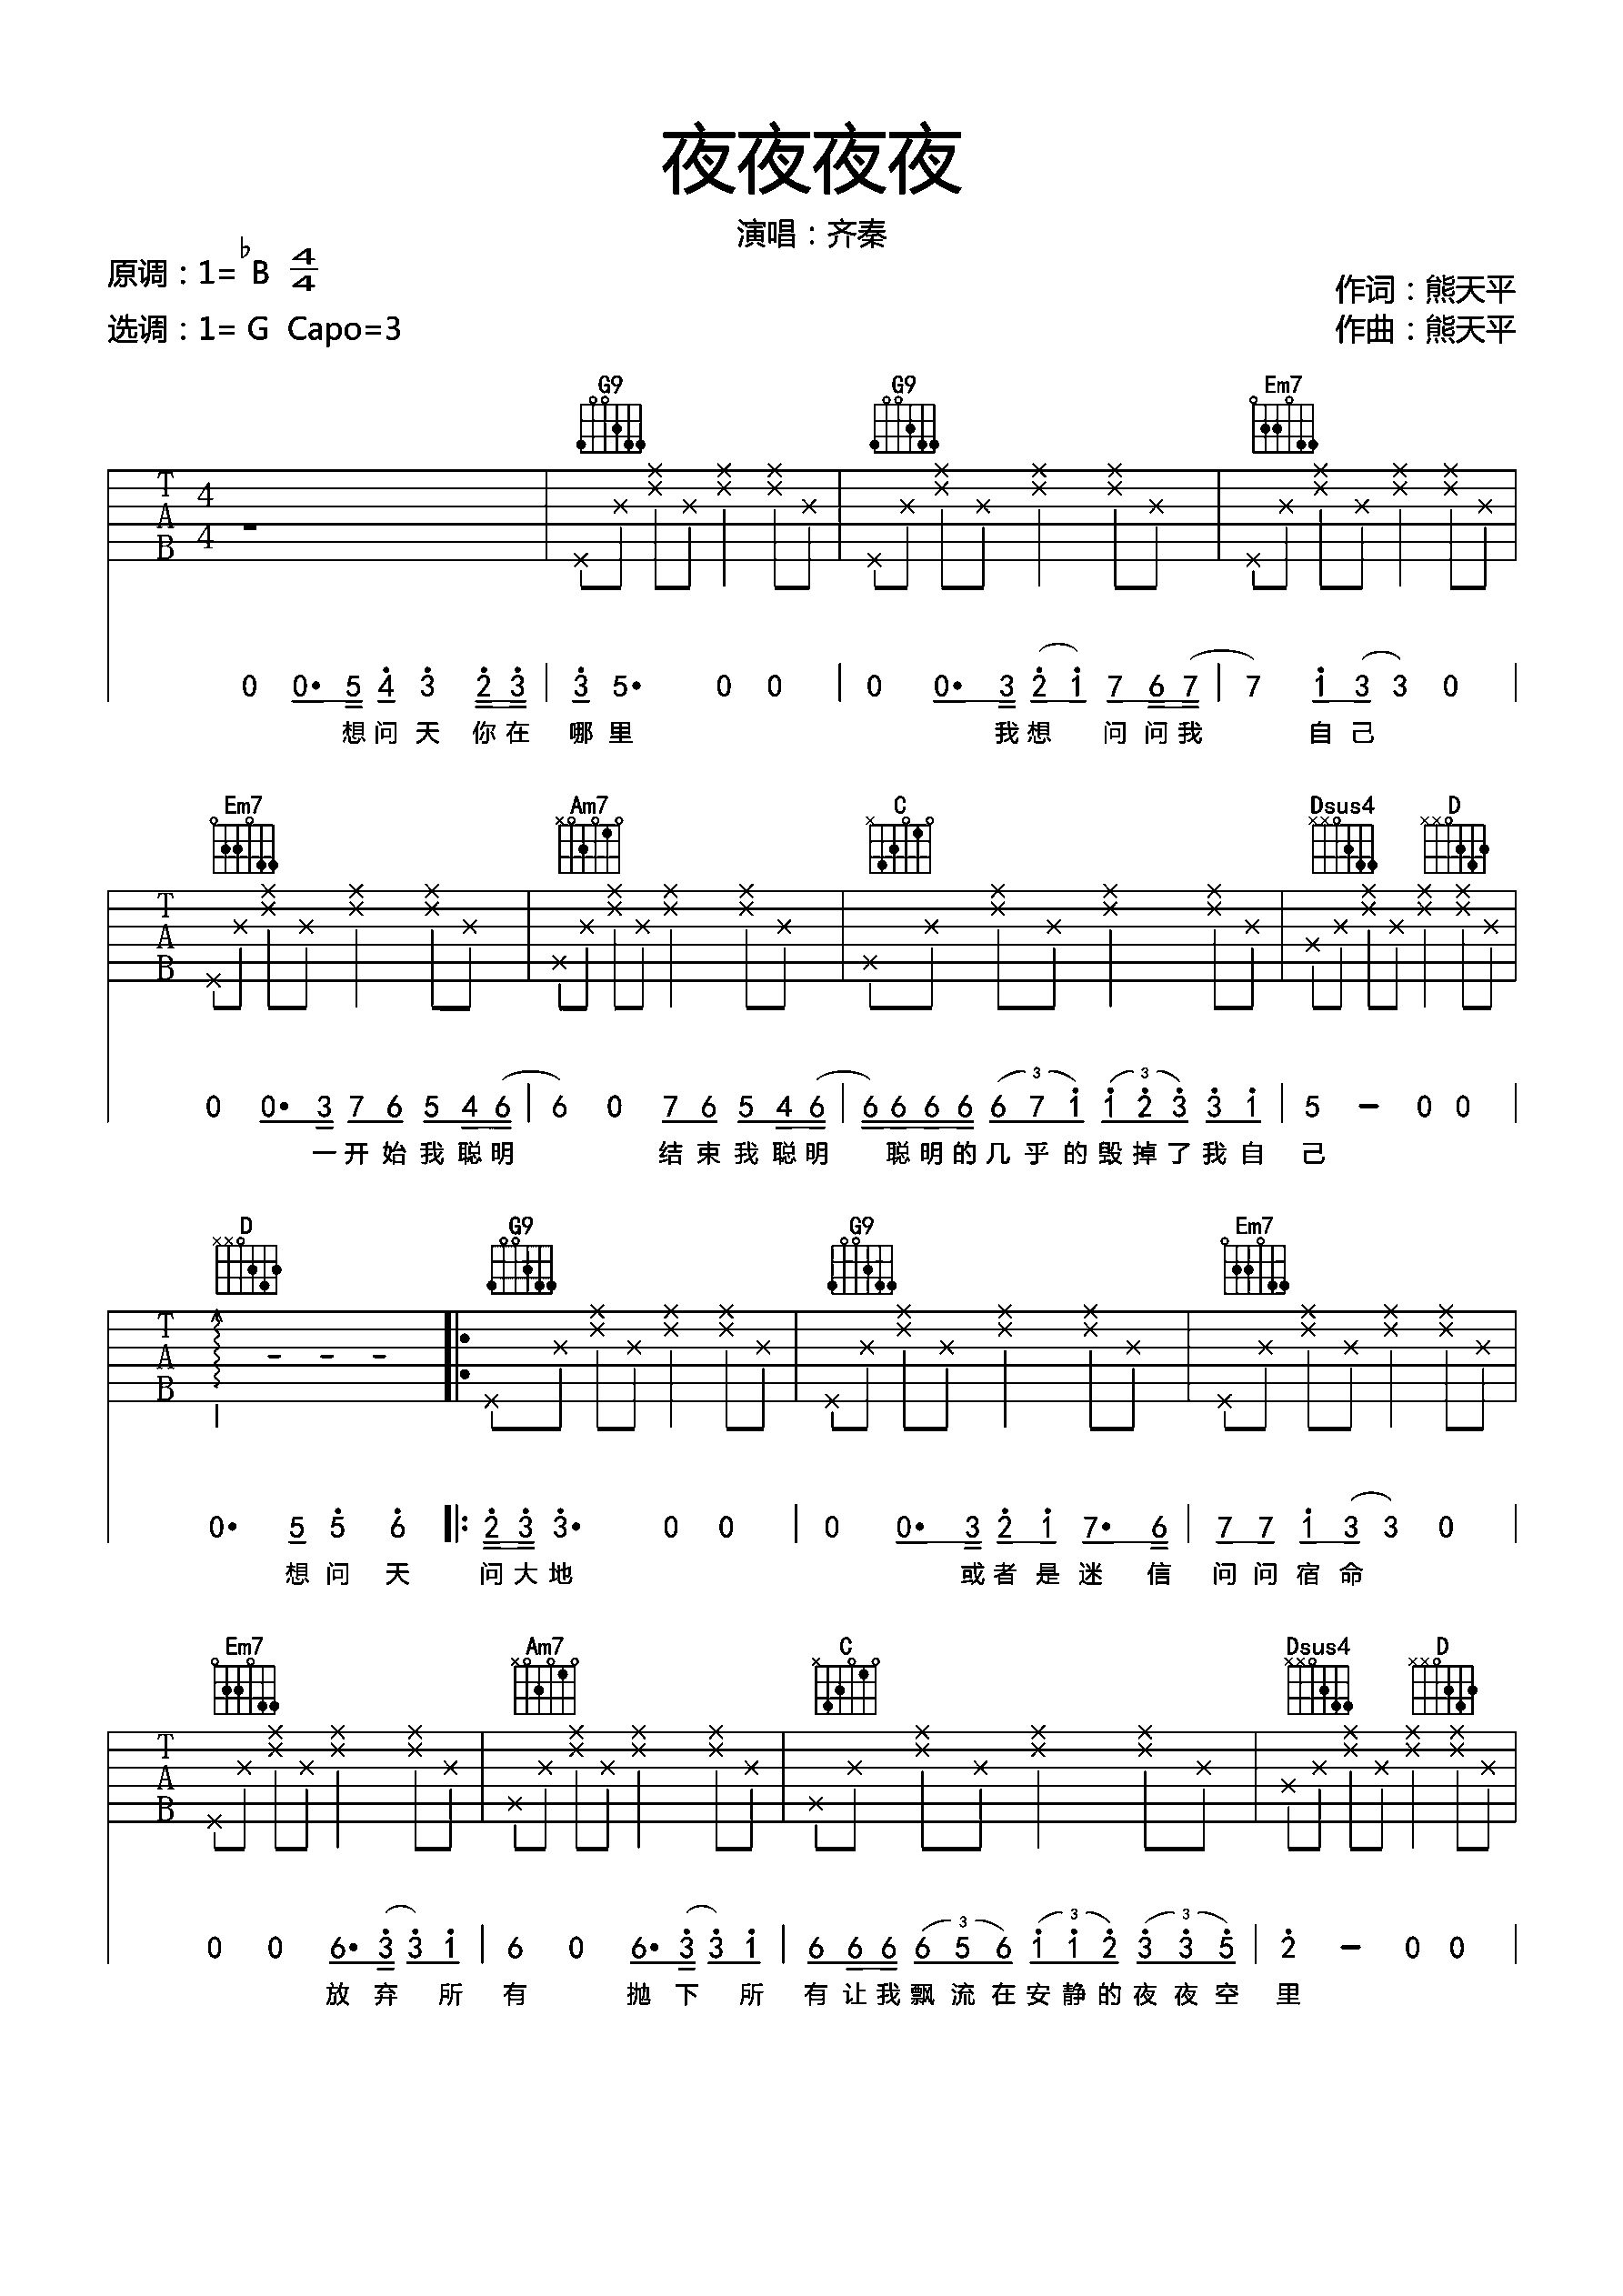 夜夜夜夜
演唱：齐秦
原调：1=♭B 4/4
作词：熊天平
选调：1= G Capo=3
作曲：熊天平
G9 G9 Em7
T A B 4 4
0 0• 5 4 3 2 3 | 3 5• 0 0 | 0 0• 3 2 1 7 6 7 | 7 1 3 3 0 |
想问天 你在 哪里 我想 问问我 自己
Em7 Am7 C Dsus4 D
T A B
3 3
0 0• 3 7 6 5 4 6 | 6 0 7 6 5 4 6 | 6 6 6 6 6 7 1 1 2 3 3 1 | 5 – 0 0 |
一开始我聪明 结束我聪明 聪明的几乎的毁掉了我自 己
D G9 G9 Em7
T A B
0• 5 5 6 |: 2 3 3• 0 0 | 0 0• 3 2 1 7• 6 | 7 7 1 3 3 0 |
想问 天 问大地 或者是迷 信 问问宿命
Em7 Am7 C Dsus4 D
T A B
3 3 3
0 0 6• 3 3 1 | 6 0 6• 3 3 1 | 6 6 6 6 5 6 1 1 2 3 3 5 | 2 – 0 0 |
放弃 所 有 抛下 所 有让我飘流在安静的夜夜空 里